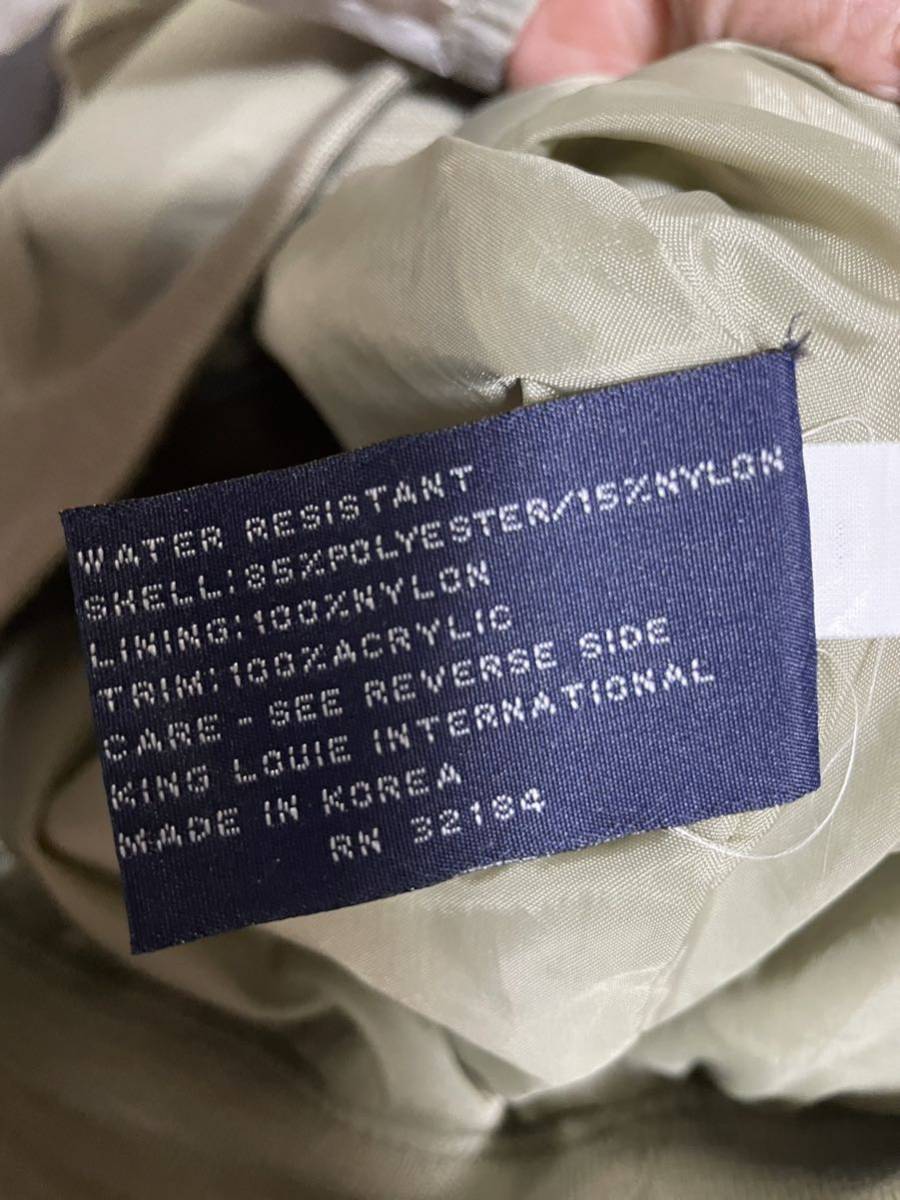 WATER RESISTANT
SHELL:85%POLYESTER/15%NYLON
LINING:100%NYLON
TRIM:100%ACRYLIC
CARE - SEE REVERSE SIDE
KING LOUIE INTERNATIONAL
MADE IN KOREA
RN 32184